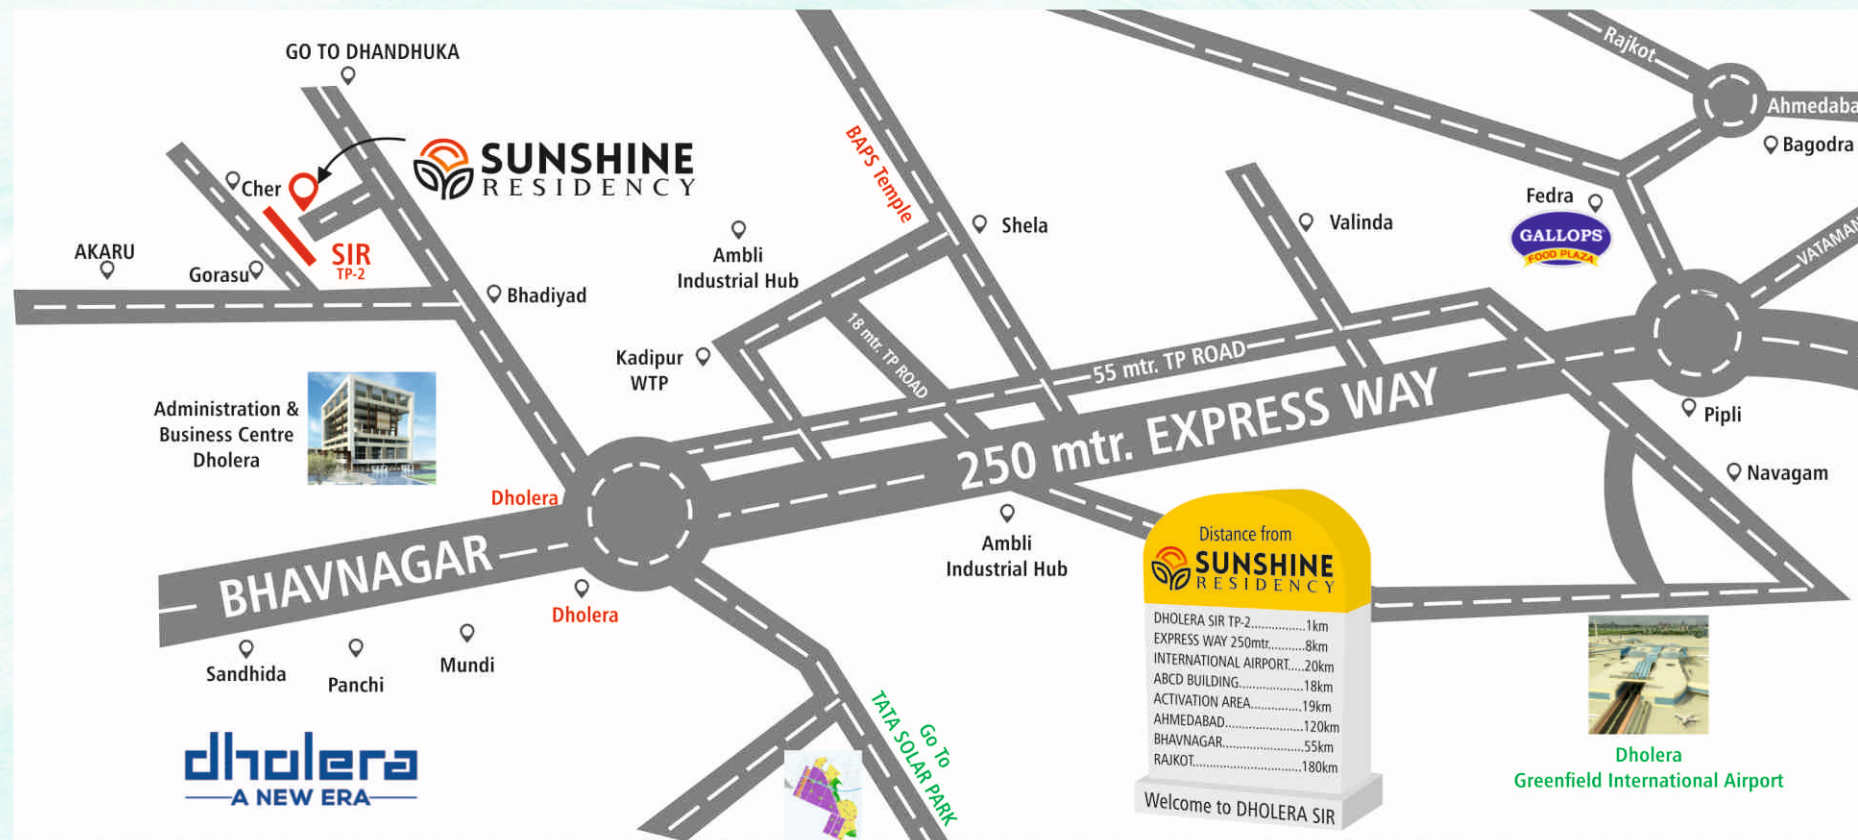 GO TO DHANDHUKA
SUNSHINE
RESIDENCY
Cher
SIR
TP-2
AKARU
Gorasu
Bhadiyad
BAPS Temple
Ambli
Industrial Hub
Shela
Kadipur
WTP
18 mtr. TP ROAD
55 mtr. TP ROAD
Valinda
Rajkot
Ahmedaba
Bagodra
Fedra
GALLOPS
FOOD PLAZA
VATAMAN
Pipli
Navagam
250 mtr. EXPRESS WAY
Administration &
Business Centre
Dholera
Dholera
BHAVNAGAR
Dholera
Sandhida
Panchi
Mundi
Ambli
Industrial Hub
Distance from
SUNSHINE
RESIDENCY
DHOLERA SIR TP-2...............1km
EXPRESS WAY 250mtr..........8km
INTERNATIONAL AIRPORT....20km
ABCD BUILDING..................18km
ACTIVATION AREA..............19km
AHMEDABAD.....................120km
BHAVNAGAR.......................55km
RAJKOT..............................180km
Welcome to DHOLERA SIR
Dholera
Greenfield International Airport
Go To
TATA SOLAR PARK
dholera
A NEW ERA